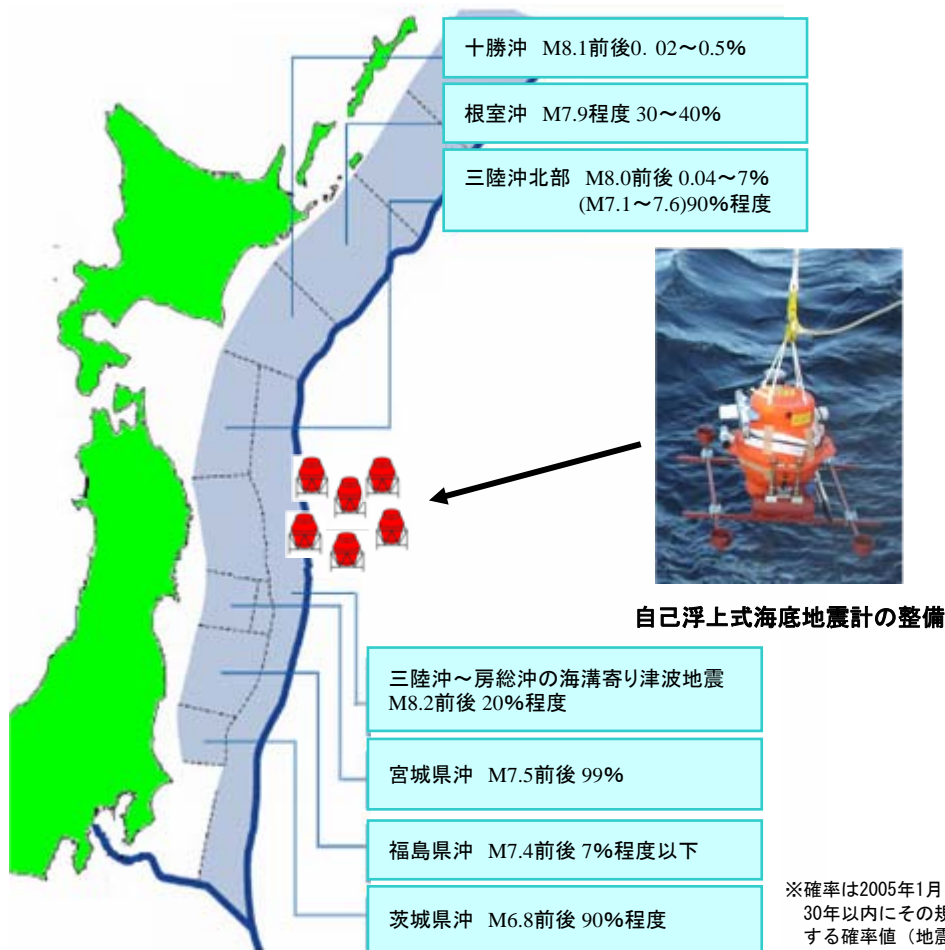 十勝沖 M8.1前後0. 02～0.5%
根室沖 M7.9程度 30～40%
三陸沖北部 M8.0前後 0.04～7%
(M7.1～7.6)90%程度
自己浮上式海底地震計の整備
三陸沖～房総沖の海溝寄り津波地震
M8.2前後 20%程度
宮城県沖 M7.5前後 99%
福島県沖 M7.4前後 7%程度以下
茨城県沖 M6.8前後 90%程度
※確率は2005年1月
30年以内にその規
する確率値（地震